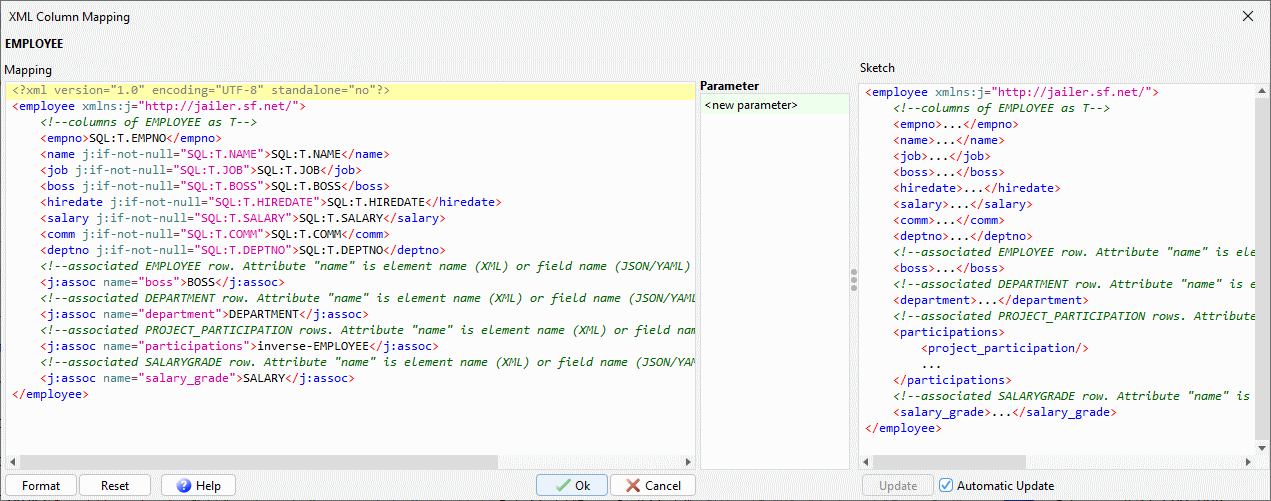 XML Column Mapping
EMPLOYEE
Mapping
<?xml version="1.0" encoding="UTF-8" standalone="no"?>
<employee xmlns:j="http://jailer.sf.net/">
<!--columns of EMPLOYEE as T-->
<empno>SQL:T.EMPNO</empno>
<name j:if-not-null="SQL:T.NAME">SQL:T.NAME</name>
<job j:if-not-null="SQL:T.JOB">SQL:T.JOB</job>
<boss j:if-not-null="SQL:T.BOSS">SQL:T.BOSS</boss>
<hiredate j:if-not-null="SQL:T.HIREDATE">SQL:T.HIREDATE</hiredate>
<salary j:if-not-null="SQL:T.SALARY">SQL:T.SALARY</salary>
<comm j:if-not-null="SQL:T.COMM">SQL:T.COMM</comm>
<deptno j:if-not-null="SQL:T.DEPTNO">SQL:T.DEPTNO</deptno>
<!--associated EMPLOYEE row. Attribute "name" is element name (XML) or field name (JSON/YAML)
<j:assoc name="boss">BOSS</j:assoc>
<!--associated DEPARTMENT row. Attribute "name" is element name (XML) or field name (JSON/YAML
<j:assoc name="department">DEPARTMENT</j:assoc>
<!--associated PROJECT_PARTICIPATION rows. Attribute "name" is element name (XML) or field nam
<j:assoc name="participations">inverse-EMPLOYEE</j:assoc>
<!--associated SALARYGRADE row. Attribute "name" is element name (XML) or field name (JSON/YAM
<j:assoc name="salary_grade">SALARY</j:assoc>
</employee>
Parameter
<new parameter>
Sketch
<employee xmlns:j="http://jailer.sf.net/">
<!--columns of EMPLOYEE as T-->
<empno>...</empno>
<name>...</name>
<job>...</job>
<boss>...</boss>
<hiredate>...</hiredate>
<salary>...</salary>
<comm>...</comm>
<deptno>...</deptno>
<!--associated EMPLOYEE row. Attribute "name" is ele
<boss>...</boss>
<!--associated DEPARTMENT row. Attribute "name" is e
<department>...</department>
<!--associated PROJECT_PARTICIPATION rows. Attribute
<participations>
<project_participation/>
...
</participations>
<!--associated SALARYGRADE row. Attribute "name" is
<salary_grade>...</salary_grade>
</employee>
Format Reset Help Ok Cancel Update Automatic Update